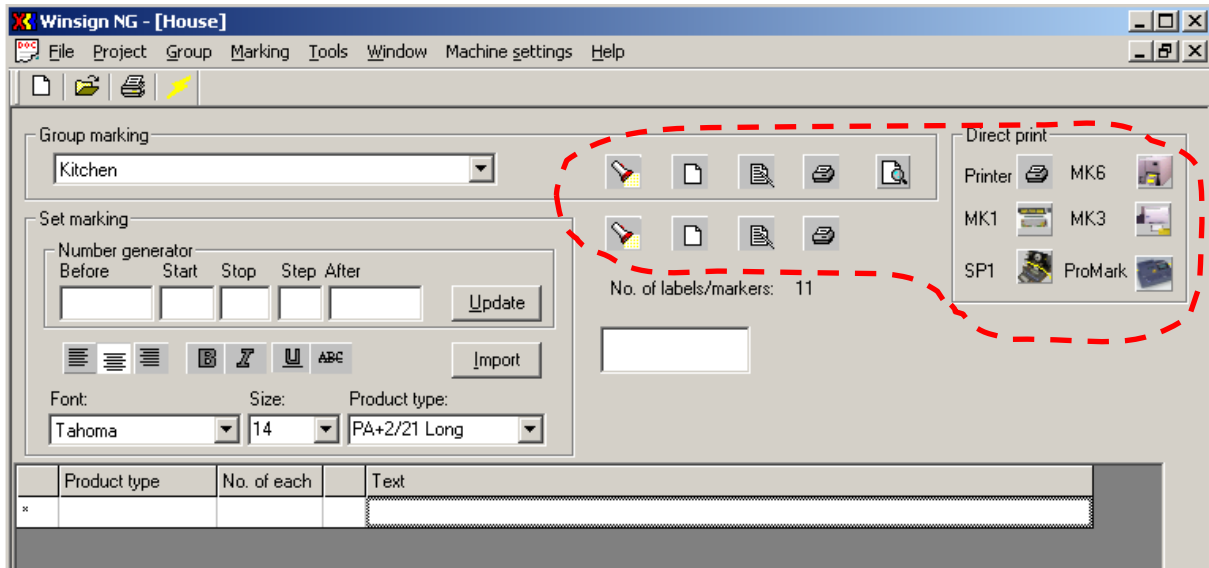 Winsign NG - [House]
DOC File Project Group Marking Tools Window Machine settings Help
Group marking
Kitchen
Direct print
Printer MK6
MK1 MK3
SP1 ProMark
Set marking
Number generator
Before Start Stop Step After
Update
No. of labels/markers: 11
B I U ABC
Import
Font: Size: Product type:
Tahoma 14 PA+2/21 Long
Product type No. of each Text
*